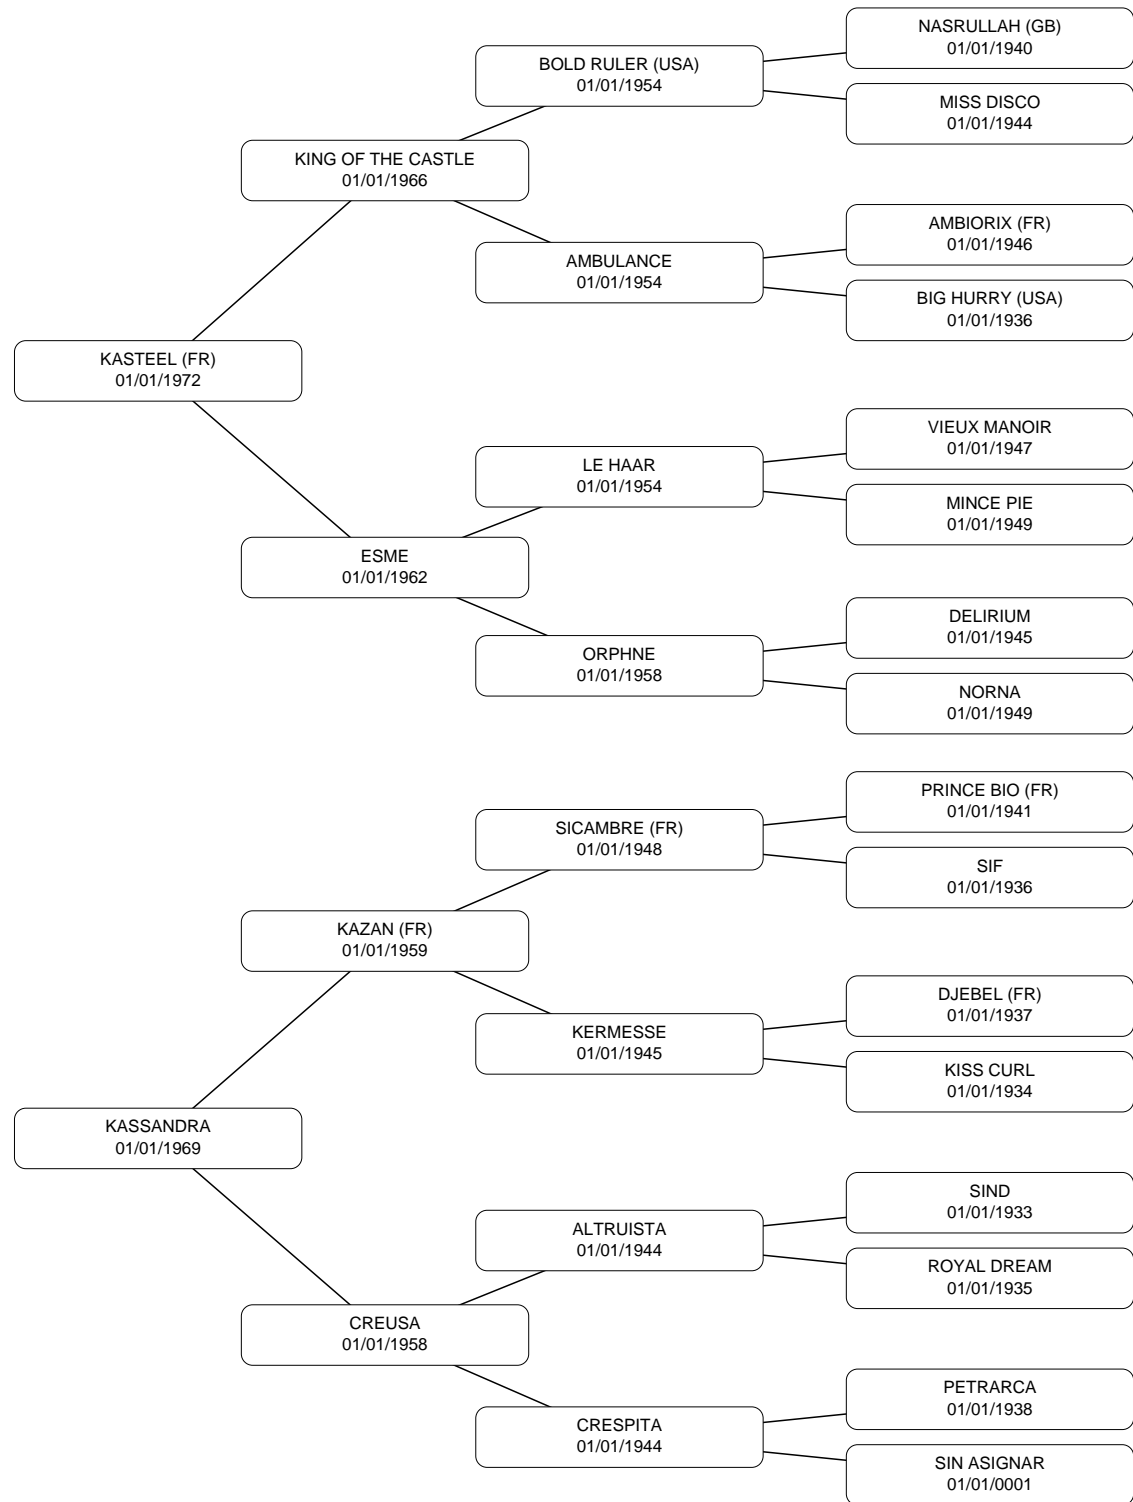 NASRULLAH (GB)
01/01/1940
BOLD RULER (USA)
01/01/1954
MISS DISCO
01/01/1944
KING OF THE CASTLE
01/01/1966
AMBIORIX (FR)
01/01/1946
AMBULANCE
01/01/1954
BIG HURRY (USA)
01/01/1936
KASTEEL (FR)
01/01/1972
VIEUX MANOIR
01/01/1947
LE HAAR
01/01/1954
MINCE PIE
01/01/1949
ESME
01/01/1962
DELIRIUM
01/01/1945
ORPHNE
01/01/1958
NORNA
01/01/1949
PRINCE BIO (FR)
01/01/1941
SICAMBRE (FR)
01/01/1948
SIF
01/01/1936
KAZAN (FR)
01/01/1959
DJEBEL (FR)
01/01/1937
KERMESSE
01/01/1945
KISS CURL
01/01/1934
KASSANDRA
01/01/1969
SIND
01/01/1933
ALTRUISTA
01/01/1944
ROYAL DREAM
01/01/1935
CREUSA
01/01/1958
PETRARCA
01/01/1938
CRESPITA
01/01/1944
SIN ASIGNAR
01/01/0001